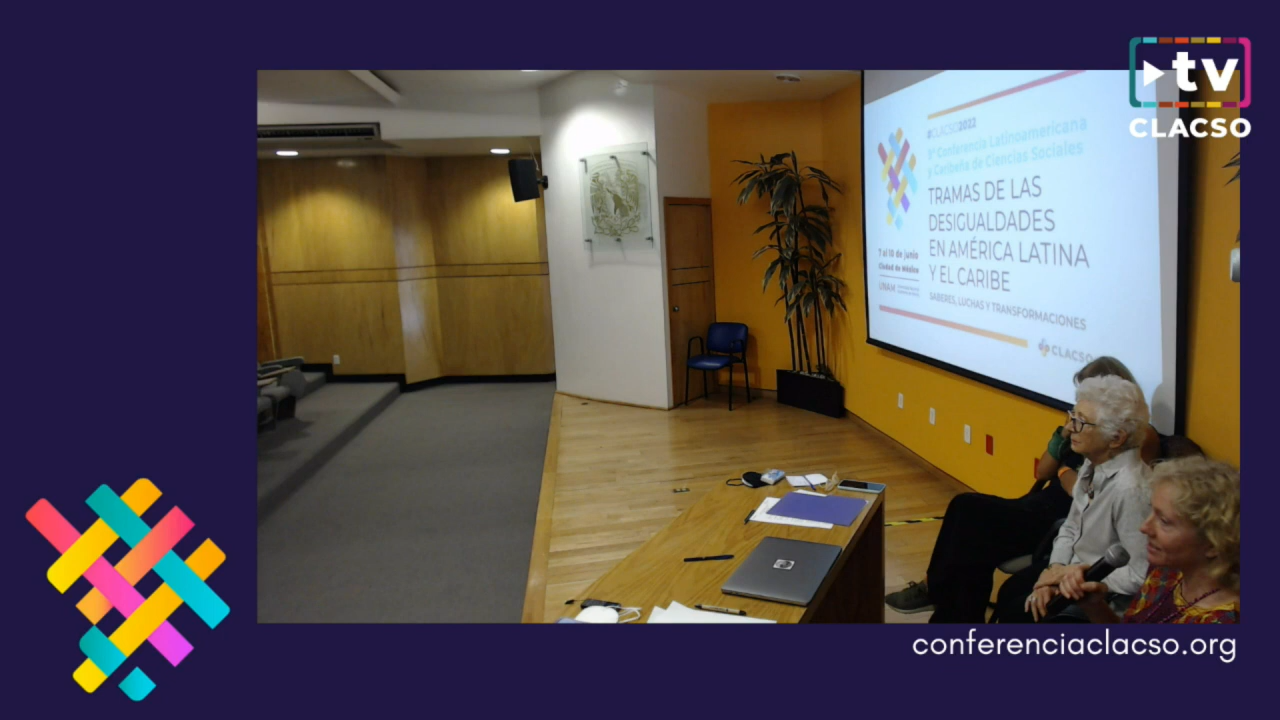 tv
CLACSO
#CLACSO2022
9ª Conferencia Latinoamericana
y Caribeña de Ciencias Sociales
TRAMAS DE LAS
DESIGUALDADES
EN AMÉRICA LATINA
Y EL CARIBE
SABERES, LUCHAS Y TRANSFORMACIONES
7 al 10 de junio
Ciudad de México
UNAM
CLACSO
conferenciaclacso.org